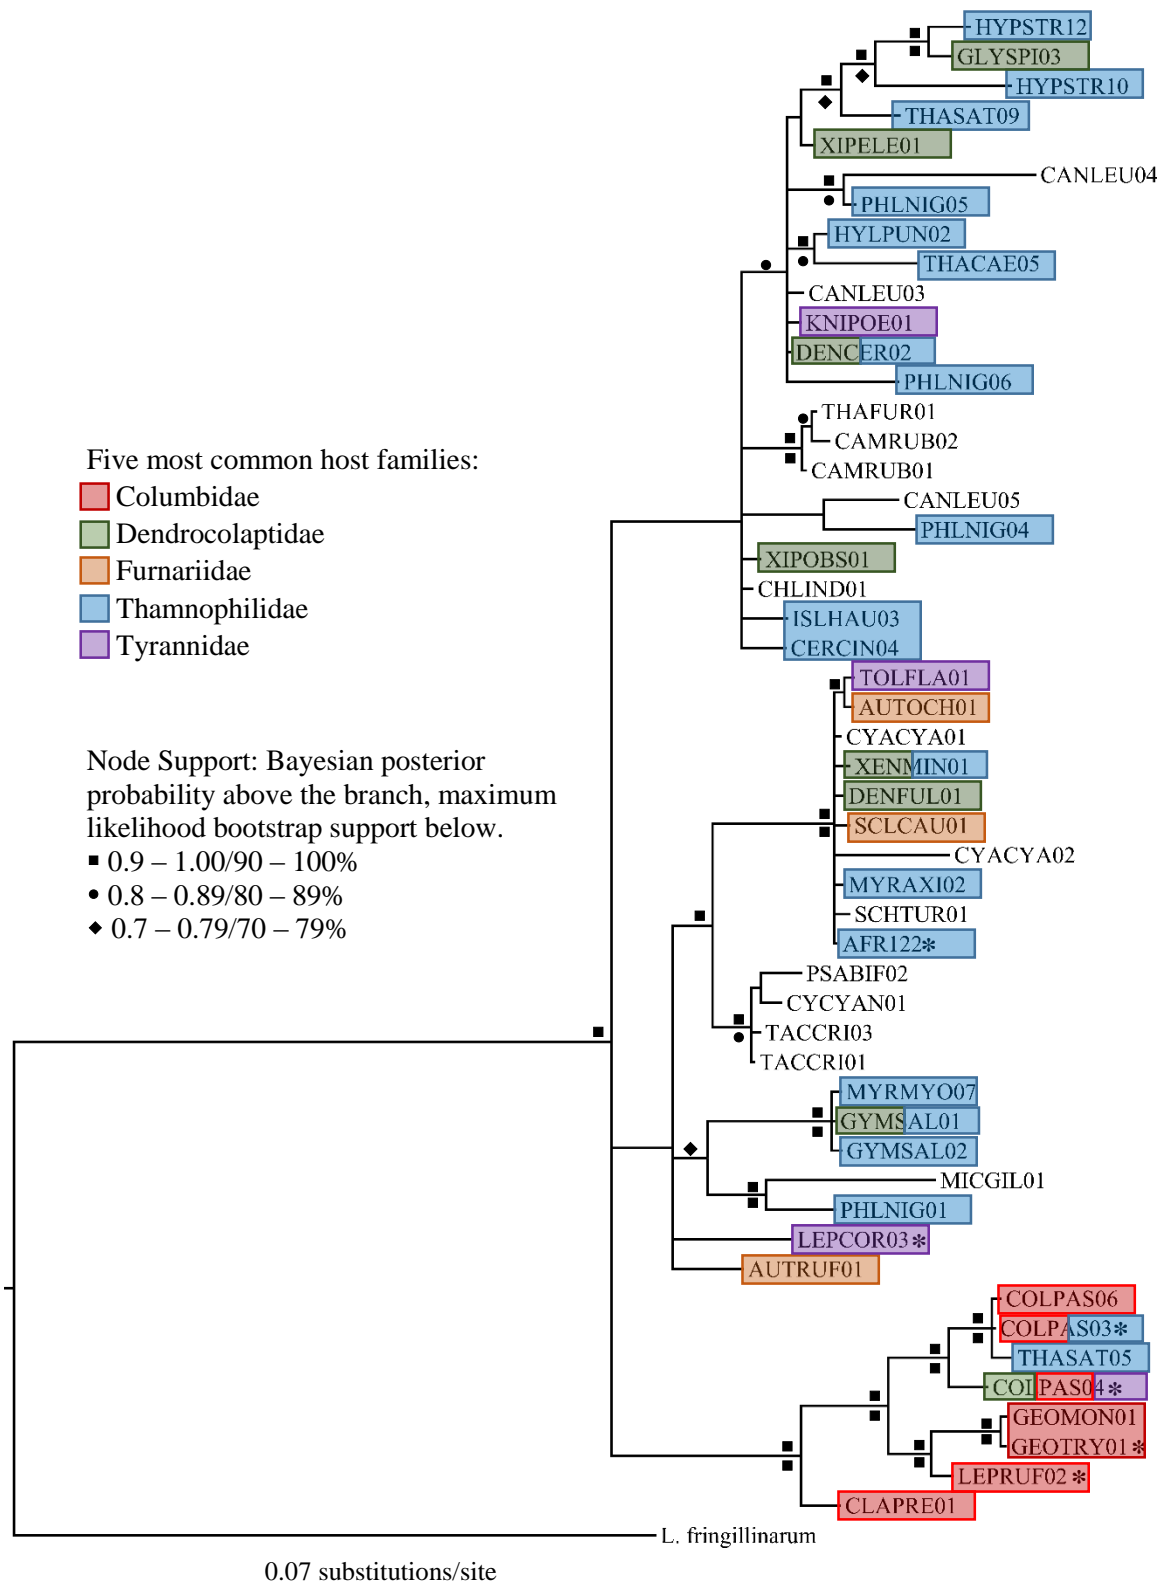 HYPSTR12
GLYSPI03
HYPSTR10
THASAT09
XIPELE01
CANLEU04
PHLNIG05
HYLPUN02
THACAE05
CANLEU03
KNIPOE01
DENCER02
PHLNIG06
THAFUR01
CAMRUB02
CAMRUB01
CANLEU05
PHLNIG04
XIPOBS01
CHLIND01
ISLHAU03
CERCIN04
TOLFLA01
AUTOCH01
CYACYA01
XENMIN01
DENFUL01
SCLCAU01
CYACYA02
MYRAXI02
SCHTUR01
AFR122*
PSABIF02
CYCYAN01
TACCRI03
TACCRI01
MYRMYO07
GYMSAL01
GYMSAL02
MICGIL01
PHLNIG01
LEPCOR03*
AUTRUF01
COLPAS06
COLPAS03*
THASAT05
COLPAS04*
GEOMON01
GEOTRY01*
LEPRUF02*
CLAPRE01
L. fringillinarum
Five most common host families:
Columbidae
Dendrocolaptidae
Furnariidae
Thamnophilidae
Tyrannidae
Node Support: Bayesian posterior
probability above the branch, maximum
likelihood bootstrap support below.
■ 0.9 – 1.00/90 – 100%
● 0.8 – 0.89/80 – 89%
◆ 0.7 – 0.79/70 – 79%
0.07 substitutions/site